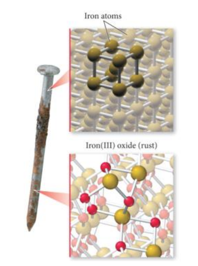 Iron atoms
Iron(III) oxide (rust)